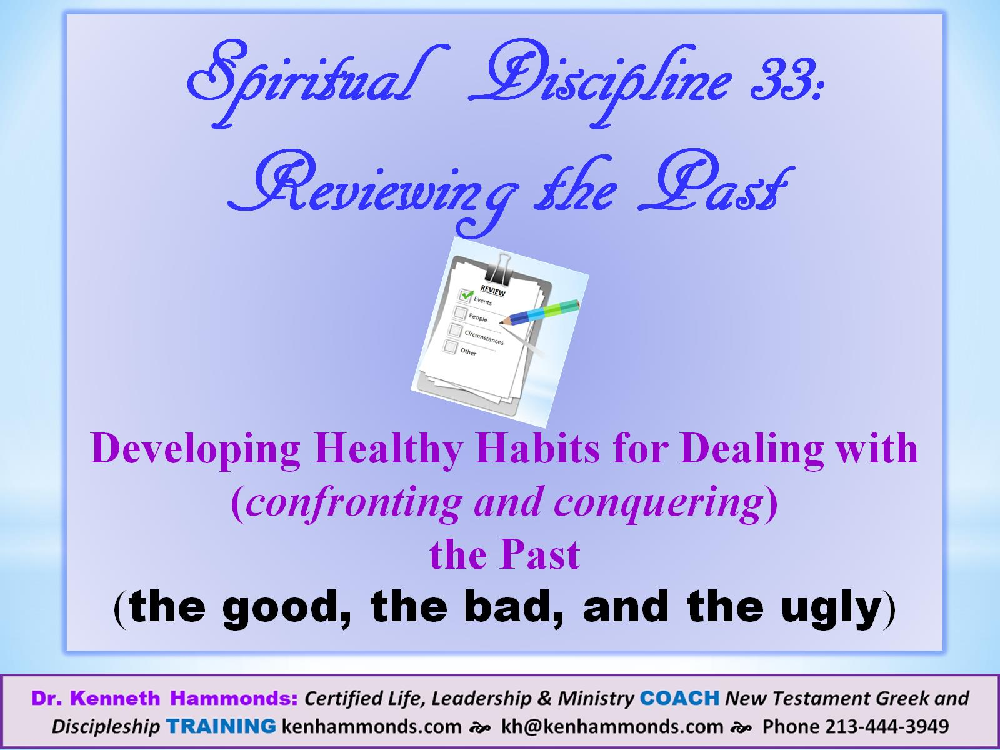 Spiritual Discipline 33:
Reviewing the Past
REVIEW
Events
People
Circumstances
Other
Developing Healthy Habits for Dealing with
(confronting and conquering)
the Past
(the good, the bad, and the ugly)
Dr. Kenneth Hammonds: Certified Life, Leadership & Ministry COACH New Testament Greek and
Discipleship TRAINING kenhammonds.com kh@kenhammonds.com Phone 213-444-3949